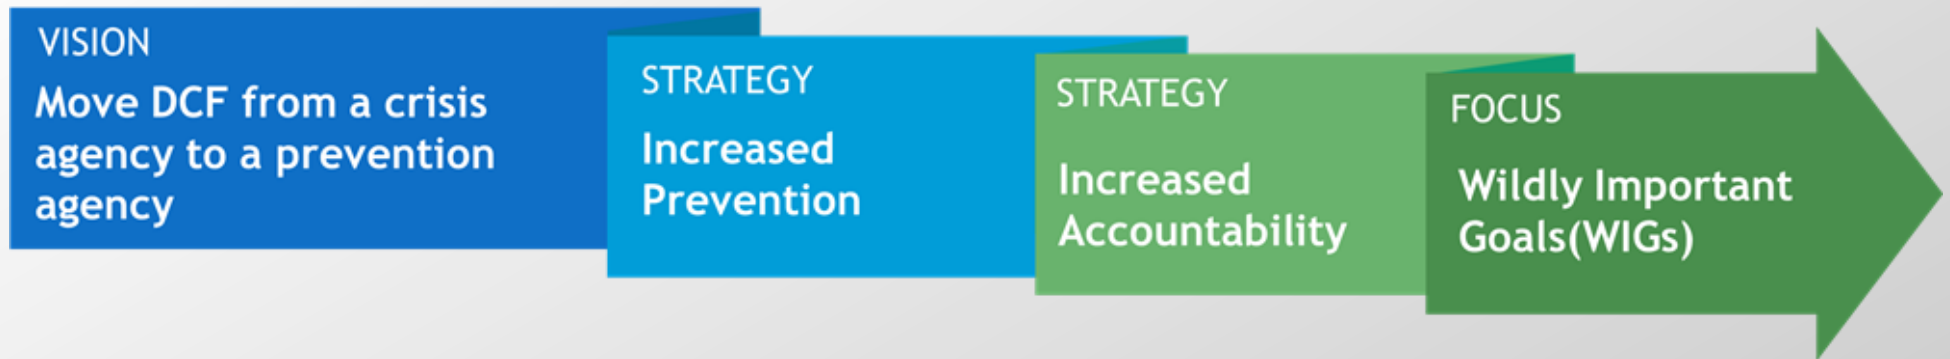 VISION
Move DCF from a crisis
agency to a prevention
agency
STRATEGY
Increased
Prevention
STRATEGY
Increased
Accountability
FOCUS
Wildly Important
Goals(WIGs)